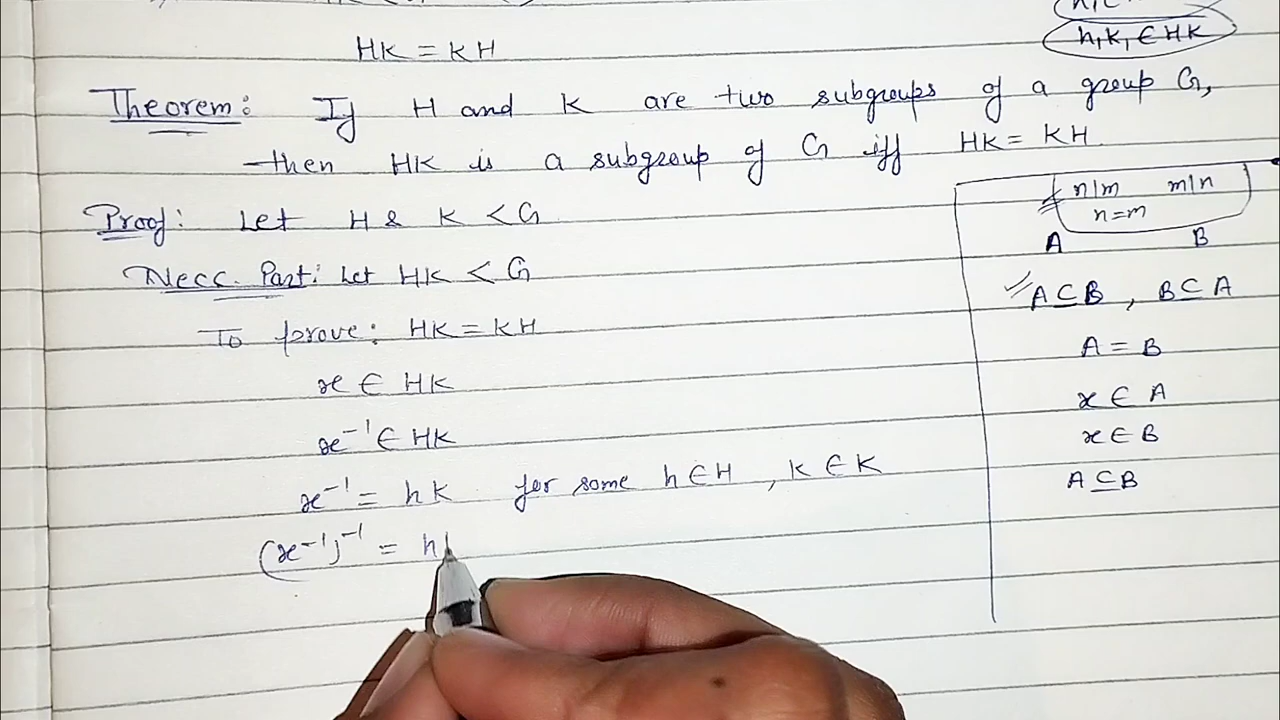 HK = KH
h₁k₁ ∈ HK
Theorem: If H and K are two subgroups of a group G,
then HK is a subgroup of G iff HK = KH
Proof: Let H & K < G
Necc. Part: Let HK < G
To prove: HK = KH
x ∈ HK
x⁻¹ ∈ HK
x⁻¹ = hk for some h ∈ H, k ∈ K
(x⁻¹)⁻¹ = h
n|m m|n
n=m
A B
A ⊆ B, B ⊆ A
A = B
x ∈ A
x ∈ B
A ⊆ B